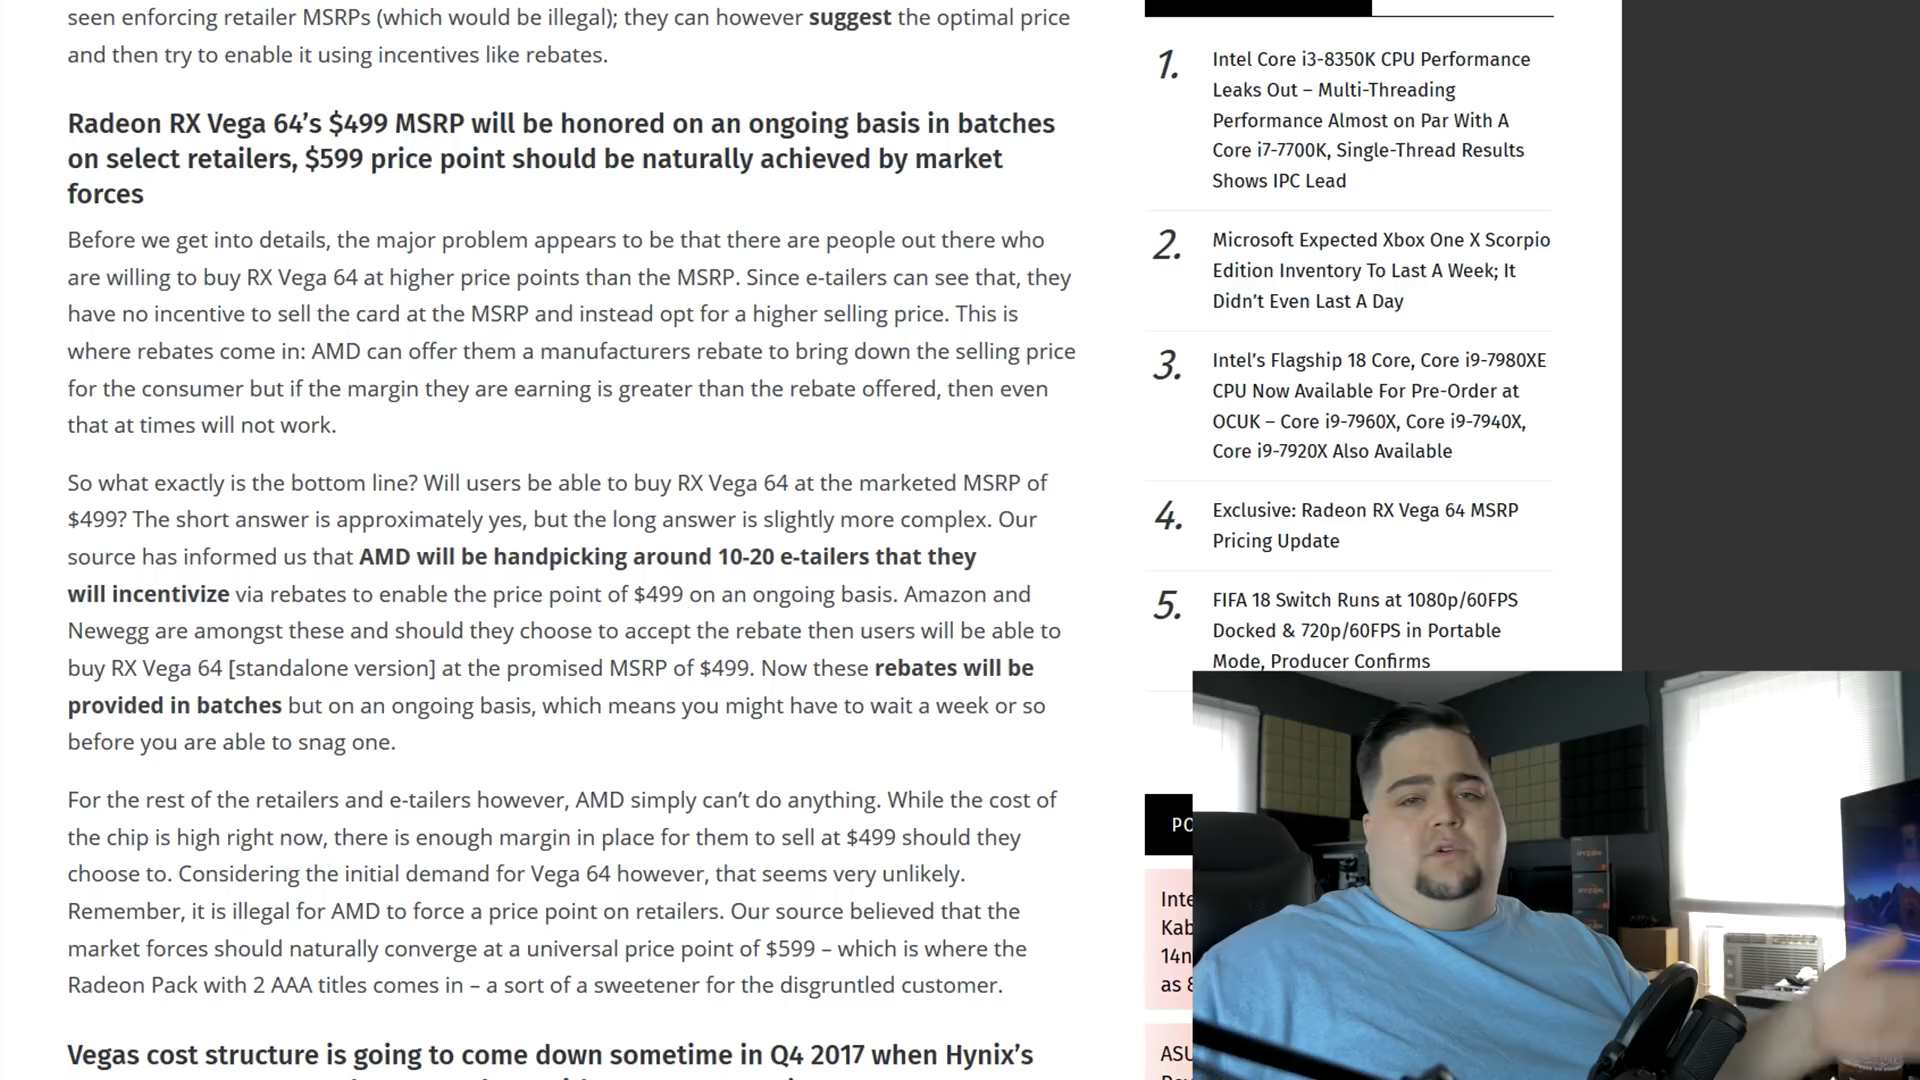 seen enforcing retailer MSRPs (which would be illegal); they can however suggest the optimal price
and then try to enable it using incentives like rebates.
Radeon RX Vega 64’s $499 MSRP will be honored on an ongoing basis in batches
on select retailers, $599 price point should be naturally achieved by market
forces
Before we get into details, the major problem appears to be that there are people out there who
are willing to buy RX Vega 64 at higher price points than the MSRP. Since e-tailers can see that, they
have no incentive to sell the card at the MSRP and instead opt for a higher selling price. This is
where rebates come in: AMD can offer them a manufacturers rebate to bring down the selling price
for the consumer but if the margin they are earning is greater than the rebate offered, then even
that at times will not work.
So what exactly is the bottom line? Will users be able to buy RX Vega 64 at the marketed MSRP of
$499? The short answer is approximately yes, but the long answer is slightly more complex. Our
source has informed us that AMD will be handpicking around 10-20 e-tailers that they
will incentivize via rebates to enable the price point of $499 on an ongoing basis. Amazon and
Newegg are amongst these and should they choose to accept the rebate then users will be able to
buy RX Vega 64 [standalone version] at the promised MSRP of $499. Now these rebates will be
provided in batches but on an ongoing basis, which means you might have to wait a week or so
before you are able to snag one.
For the rest of the retailers and e-tailers however, AMD simply can’t do anything. While the cost of
the chip is high right now, there is enough margin in place for them to sell at $499 should they
choose to. Considering the initial demand for Vega 64 however, that seems very unlikely.
Remember, it is illegal for AMD to force a price point on retailers. Our source believed that the
market forces should naturally converge at a universal price point of $599 – which is where the
Radeon Pack with 2 AAA titles comes in – a sort of a sweetener for the disgruntled customer.
Vegas cost structure is going to come down sometime in Q4 2017 when Hynix’s
1.
Intel Core i3-8350K CPU Performance
Leaks Out – Multi-Threading
Performance Almost on Par With A
Core i7-7700K, Single-Thread Results
Shows IPC Lead
2.
Microsoft Expected Xbox One X Scorpio
Edition Inventory To Last A Week; It
Didn’t Even Last A Day
3.
Intel’s Flagship 18 Core, Core i9-7980XE
CPU Now Available For Pre-Order at
OCUK – Core i9-7960X, Core i9-7940X,
Core i9-7920X Also Available
4.
Exclusive: Radeon RX Vega 64 MSRP
Pricing Update
5.
FIFA 18 Switch Runs at 1080p/60FPS
Docked & 720p/60FPS in Portable
Mode, Producer Confirms
PO
Inte
Kab
14n
as 8
ASU
RYZEN
RYZEN